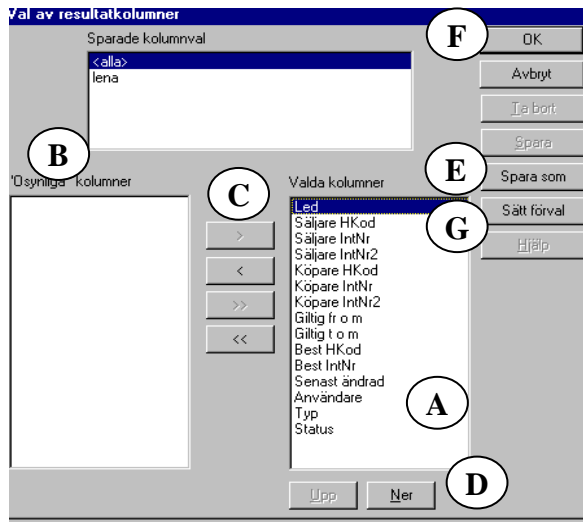 Val av resultatkolumner
Sparade kolumnval
<alla>
lena
F
OK
Avbryt
Ta bort
Spara
E
Spara som
G
Sätt förval
Hjälp
B
"Osynliga" kolumner
C
>
<
>>
<<
Valda kolumner
Led
Säljare HKod
Säljare IntNr
Säljare IntNr2
Köpare HKod
Köpare IntNr
Köpare IntNr2
Giltig fr o m
Giltig t o m
Best HKod
Best IntNr
Senast ändrad
Användare
Typ
Status
A
Upp
Ner
D